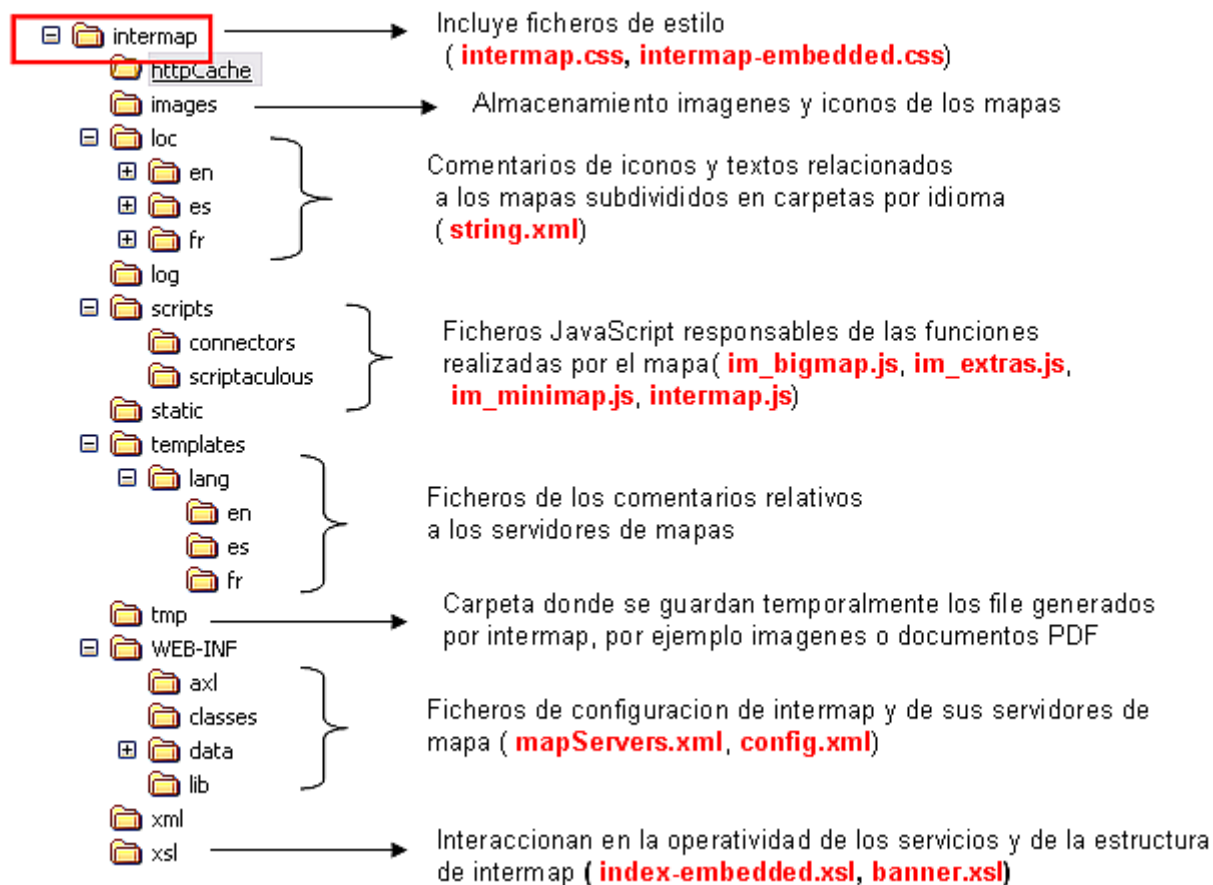 intermap
Incluye ficheros de estilo
( intermap.css, intermap-embedded.css)
httpCache
images
Almacenamiento imagenes y iconos de los mapas
loc
en
es
fr
Comentarios de iconos y textos relacionados
a los mapas subdivididos en carpetas por idioma
( string.xml)
log
scripts
connectors
scriptaculous
static
Ficheros JavaScript responsables de las funciones
realizadas por el mapa( im_bigmap.js, im_extras.js,
im_minimap.js, intermap.js)
templates
lang
en
es
fr
Ficheros de los comentarios relativos
a los servidores de mapas
tmp
Carpeta donde se guardan temporalmente los file generados
por intermap, por ejemplo imagenes o documentos PDF
WEB-INF
axl
classes
data
lib
Ficheros de configuracion de intermap y de sus servidores de
mapa ( mapServers.xml, config.xml)
xml
xsl
Interaccionan en la operatividad de los servicios y de la estructura
de intermap ( index-embedded.xsl, banner.xsl)